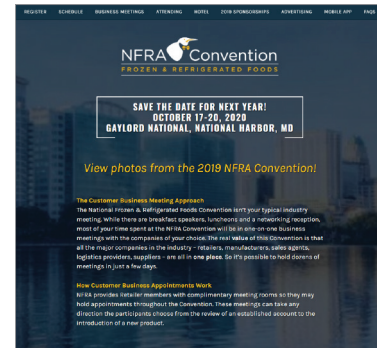 REGISTER SCHEDULE BUSINESS MEETINGS ATTENDING HOTEL 2019 SPONSORSHIPS ADVERTISING MOBILE APP FAQS
NFRA Convention
FROZEN & REFRIGERATED FOODS
SAVE THE DATE FOR NEXT YEAR!
OCTOBER 17-20, 2020
GAYLORD NATIONAL, NATIONAL HARBOR, MD
View photos from the 2019 NFRA Convention!
The Customer Business Meeting Approach
The National Frozen & Refrigerated Foods Convention isn't your typical industry
meeting. While there are breakfast speakers, luncheons and a networking reception,
most of your time spent at the NFRA Convention will be in one-on-one business
meetings with the companies of your choice. The real value of this Convention is that
all the major companies in the industry – retailers, manufacturers, sales agents,
logistics providers, suppliers – are all in one place. So it's possible to hold dozens of
meetings in just a few days.
How Customer Business Appointments Work
NFRA provides Retailer members with complimentary meeting rooms so they may
hold appointments throughout the Convention. These meetings can take any
direction the participants choose from the review of an established account to the
introduction of a new product.